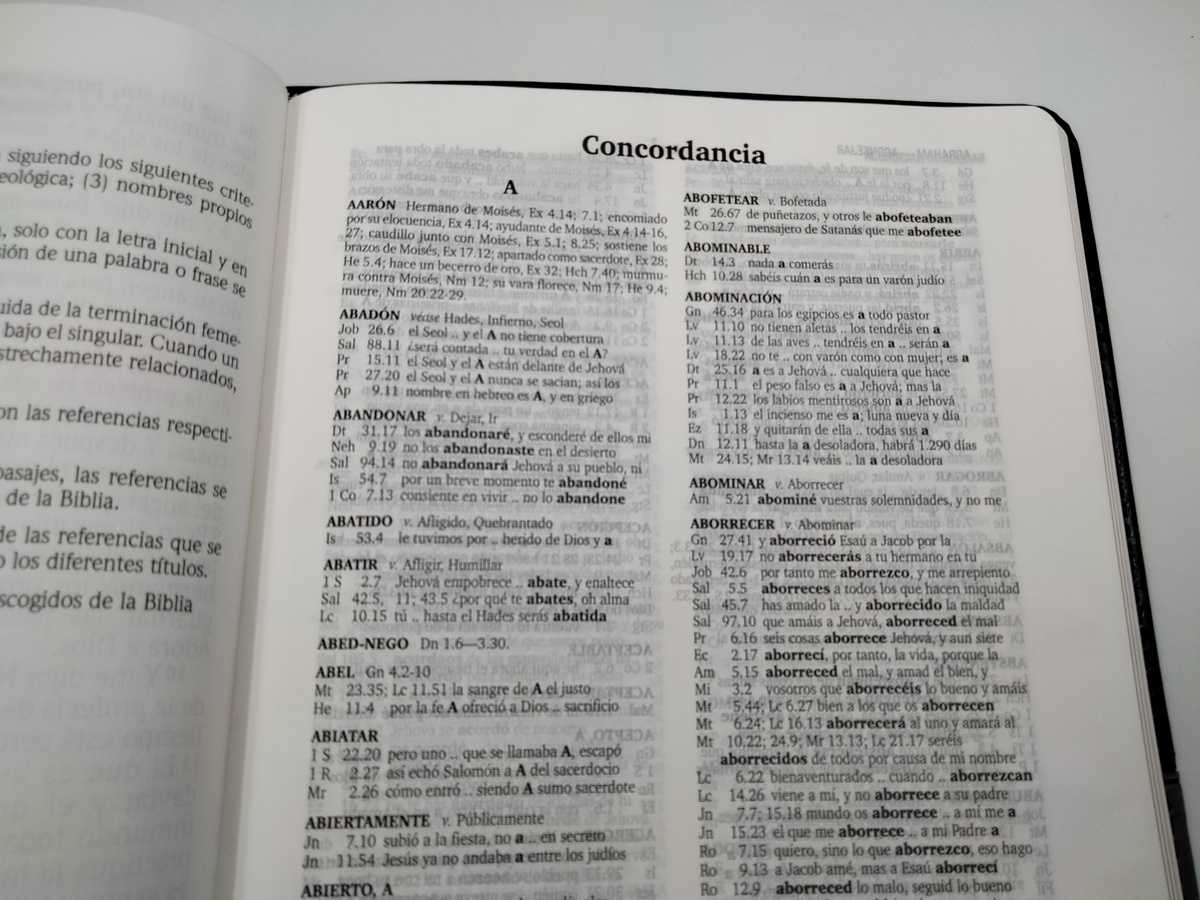 siguiendo los siguientes crite-
eológica; (3) nombres propios
solo con la letra inicial y en
sión de una palabra o frase se
uida de la terminación feme-
bajo el singular. Cuando un
strechamente relacionados,
on las referencias respecti-
pasajes, las referencias se
de la Biblia.
de las referencias que se
o los diferentes títulos.
scogidos de la Biblia
Concordancia
A
AARÓN Hermano de Moisés, Ex 4.14; 7.1; encomiado
por su elocuencia, Ex 4.14; ayudante de Moisés, Ex 4.14-16,
27; caudillo junto con Moisés, Ex 5.1; 8.25; sostiene los
brazos de Moisés, Ex 17.12; apartado como sacerdote, Ex 28;
He 5.4; hace un becerro de oro, Ex 32; Hch 7.40; murmu-
ra contra Moisés, Nm 12; su vara florece, Nm 17; He 9.4;
muere, Nm 20.22-29.
ABADÓN véase Hades, Infierno, Seol
Job 26.6 el Seol .. y el A no tiene cobertura
Sal 88.11 ¿será contada .. tu verdad en el A?
Pr 15.11 el Seol y el A están delante de Jehová
Pr 27.20 el Seol y el A nunca se sacian; así los
Ap 9.11 nombre en hebreo es A, y en griego
ABANDONAR v. Dejar, Ir
Dt 31.17 los abandonaré, y esconderé de ellos mi
Neh 9.19 no los abandonaste en el desierto
Sal 94.14 no abandonará Jehová a su pueblo, ni
Is 54.7 por un breve momento te abandoné
1 Co 7.13 consiente en vivir .. no lo abandone
ABATIDO v. Afligido, Quebrantado
Is 53.4 le tuvimos por .. herido de Dios y a
ABATIR v. Afligir, Humillar
1 S 2.7 Jehová empobrece .. abate, y enaltece
Sal 42.5, 11; 43.5 ¿por qué te abates, oh alma
Lc 10.15 tú .. hasta el Hades serás abatida
ABED-NEGO Dn 1.6—3.30.
ABEL Gn 4.2-10
Mt 23.35; Lc 11.51 la sangre de A el justo
He 11.4 por la fe A ofreció a Dios .. sacrificio
ABIATAR
1 S 22.20 pero uno .. que se llamaba A, escapó
1 R 2.27 así echó Salomón a A del sacerdocio
Mr 2.26 cómo entró .. siendo A sumo sacerdote
ABIERTAMENTE v. Públicamente
Jn 7.10 subió a la fiesta, no a .. en secreto
Jn 11.54 Jesús ya no andaba a entre los judíos
ABIERTO, A
ABOFETEAR v. Bofetada
Mt 26.67 de puñetazos, y otros le abofeteaban
2 Co 12.7 mensajero de Satanás que me abofetee
ABOMINABLE
Dt 14.3 nada a comerás
Hch 10.28 sabéis cuán a es para un varón judío
ABOMINACIÓN
Gn 46.34 para los egipcios es a todo pastor
Lv 11.10 no tienen aletas .. los tendréis en a
Lv 11.13 de las aves .. tendréis en a .. serán a
Lv 18.22 no te .. con varón como con mujer; es a
Dt 25.16 a es a Jehová .. cualquiera que hace
Pr 11.1 el peso falso es a a Jehová; mas la
Pr 12.22 los labios mentirosos son a a Jehová
Is 1.13 el incienso me es a; luna nueva y día
Ez 11.18 y quitarán de ella .. todas sus a
Dn 12.11 hasta la a desoladora, habrá 1.290 días
Mt 24.15; Mr 13.14 veáis .. la a desoladora
ABOMINAR v. Aborrecer
Am 5.21 abominé vuestras solemnidades, y no me
ABORRECER v. Abominar
Gn 27.41 y aborreció Esaú a Jacob por la
Lv 19.17 no aborrecerás a tu hermano en tu
Job 42.6 por tanto me aborrezco, y me arrepiento
Sal 5.5 aborreces a todos los que hacen iniquidad
Sal 45.7 has amado la .. y aborrecido la maldad
Sal 97.10 que amáis a Jehová, aborreced el mal
Pr 6.16 seis cosas aborrece Jehová, y aun siete
Ec 2.17 aborrecí, por tanto, la vida, porque la
Am 5.15 aborreced el mal, y amad el bien, y
Mi 3.2 vosotros que aborrecéis lo bueno y amáis
Mt 5.44; Lc 6.27 bien a los que os aborrecen
Mt 6.24; Lc 16.13 aborrecerá al uno y amará al
Mt 10.22; 24.9; Mr 13.13; Lc 21.17 seréis
aborrecidos de todos por causa de mi nombre
Lc 6.22 bienaventurados .. cuando .. aborrezcan
Lc 14.26 viene a mí, y no aborrece a su padre
Jn 7.7; 15.18 mundo os aborrece .. a mí me a
Jn 15.23 el que me aborrece .. a mi Padre a
Ro 7.15 quiero, sino lo que aborrezco, eso hago
Ro 9.13 a Jacob amé, mas a Esaú aborrecí
Ro 12.9 aborreced lo malo, seguid lo bueno